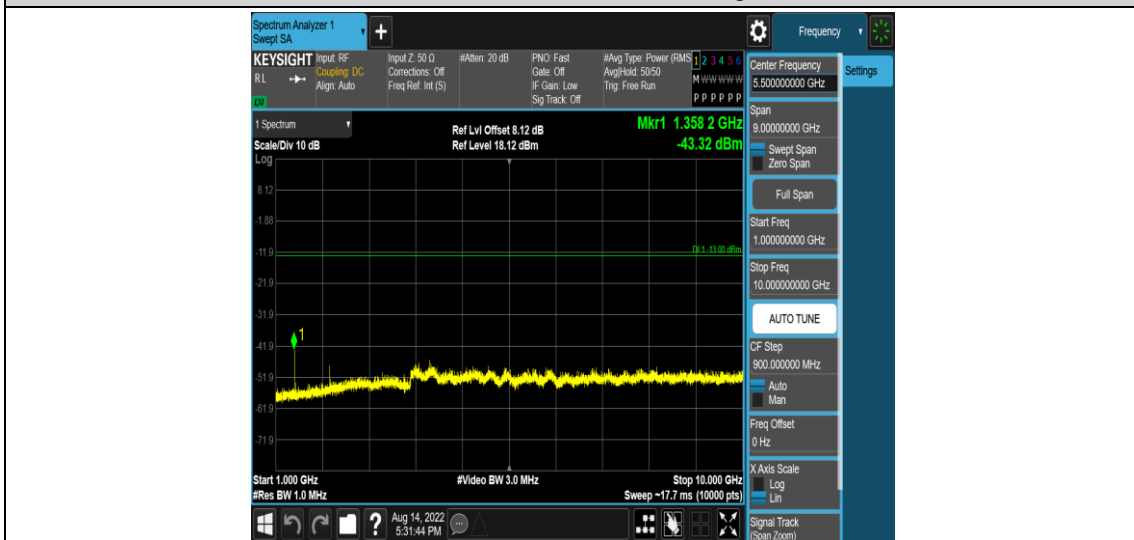 Spectrum Analyzer 1
Swept SA
+
Frequency
KEYSIGHT
RL
Input: RF
Coupling: DC
Align: Auto
Input Z: 50 Ω
Corrections: Off
Freq Ref: Int (S)
#Atten: 20 dB
PNO: Fast
Gate: Off
IF Gain: Low
Sig Track: Off
#Avg Type: Power (RMS
Avg|Hold: 50/50
Trig: Free Run
1 2 3 4 5 6
M W W W W W
P P P P P P
1 Spectrum
Scale/Div 10 dB
Log
Ref Lvl Offset 8.12 dB
Ref Level 18.12 dBm
Mkr1 1.358 2 GHz
-43.32 dBm
8.12
-1.88
-11.9
-21.9
-31.9
-41.9
-51.9
-61.9
-71.9
DL1 -13.00 dBm
1
Start 1.000 GHz
#Res BW 1.0 MHz
#Video BW 3.0 MHz
Stop 10.000 GHz
Sweep ~17.7 ms (10000 pts)
?
Aug 14, 2022
5:31:44 PM
Center Frequency
5.500000000 GHz
Settings
Span
9.00000000 GHz
Swept Span
Zero Span
Full Span
Start Freq
1.000000000 GHz
Stop Freq
10.000000000 GHz
AUTO TUNE
CF Step
900.000000 MHz
Auto
Man
Freq Offset
0 Hz
X Axis Scale
Log
Lin
Signal Track
(Span Zoom)